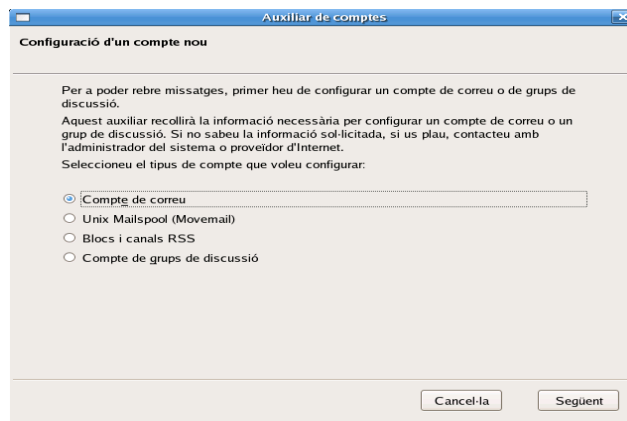 Auxiliar de comptes
Configuració d'un compte nou
Per a poder rebre missatges, primer heu de configurar un compte de correu o de grups de
discussió.
Aquest auxiliar recollirà la informació necessària per configurar un compte de correu o un
grup de discussió. Si no sabeu la informació sol·licitada, si us plau, contacteu amb
l'administrador del sistema o proveïdor d'Internet.
Seleccioneu el tipus de compte que voleu configurar:
Compte de correu
Unix Mailspool (Movemail)
Blocs i canals RSS
Compte de grups de discussió
Cancel·la
Següent